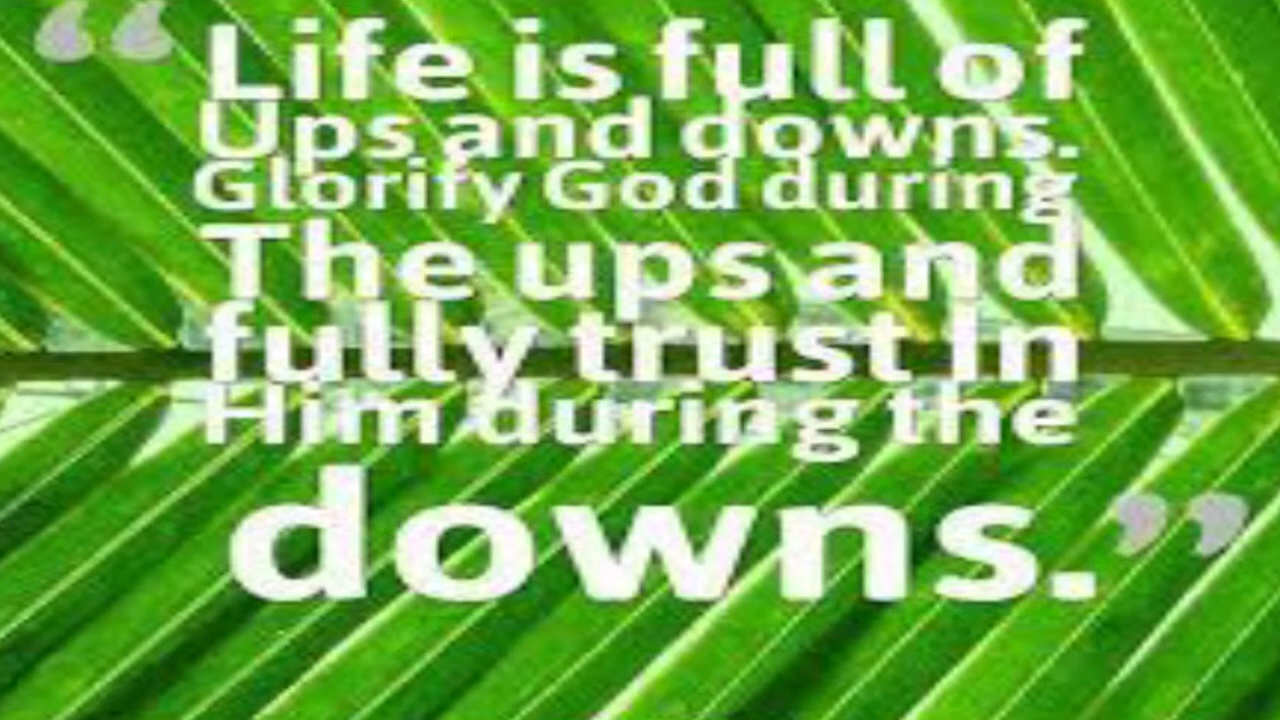 “Life is full of
Ups and downs.
Glorify God during
The ups and
fully trust In
Him during the
downs.”